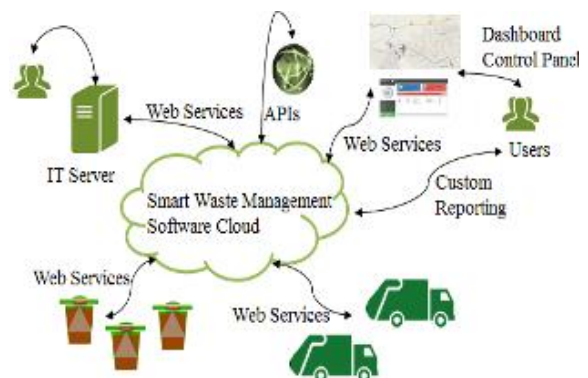 Dashboard
Control Panel
Web Services
APIs
Web Services
Users
IT Server
Custom
Reporting
Smart Waste Management
Software Cloud
Web Services
Web Services